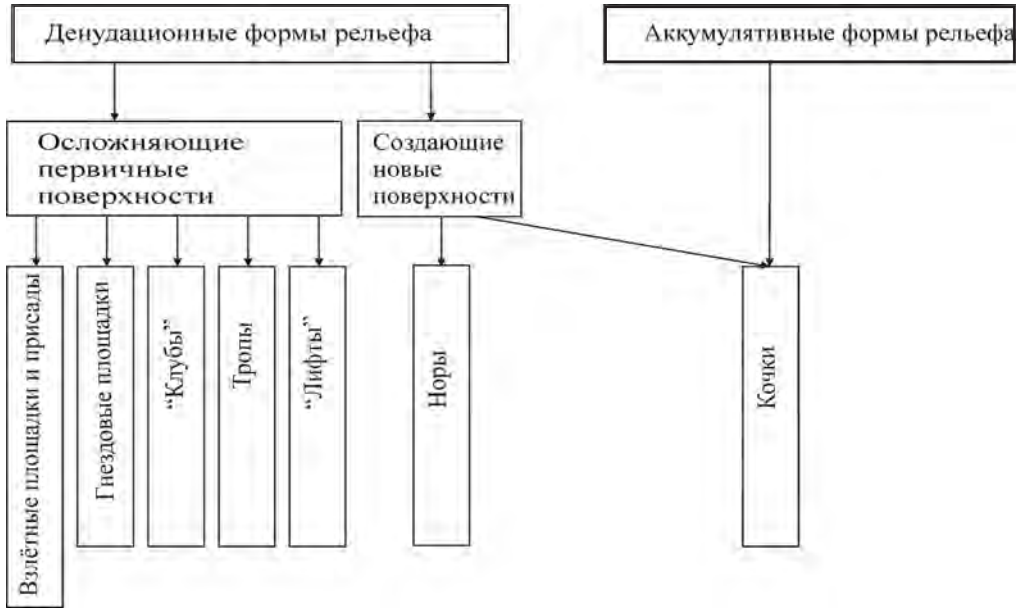 Денудационные формы рельефа
Аккумулятивные формы рельефа
Осложняющие
первичные
поверхности
Создающие
новые
поверхности
Взлётные площадки и присады
Гнездовые площадки
“Клубы”
Тропы
“Лифты”
Норы
Кочки